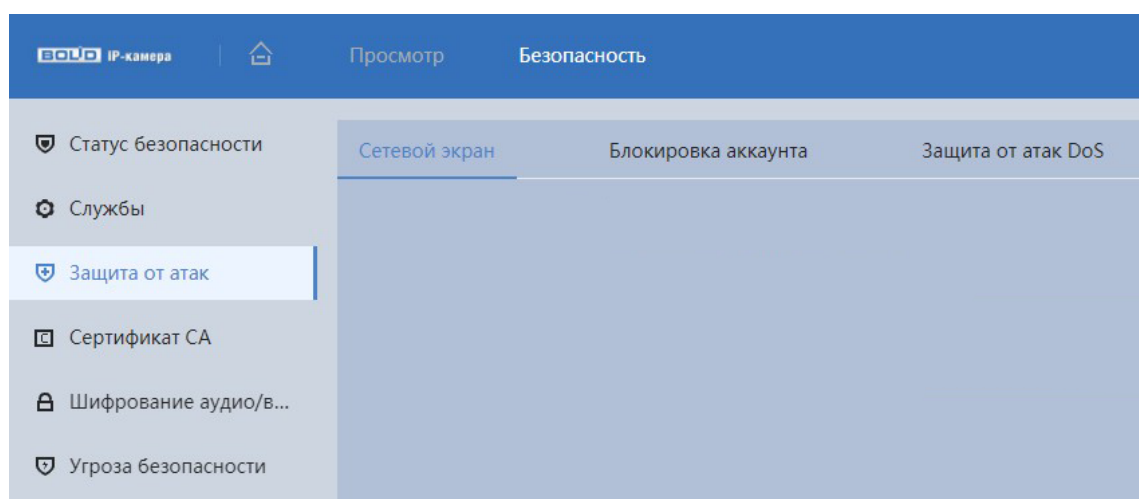 BOLID IP-камера Просмотр Безопасность
Статус безопасности
Службы
Защита от атак
Сертификат CA
Шифрование аудио/в...
Угроза безопасности
Сетевой экран Блокировка аккаунта Защита от атак DoS